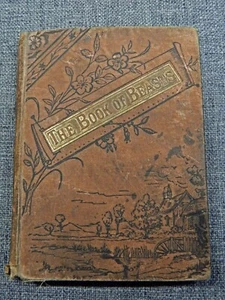 THE BOOK OF BEASTS